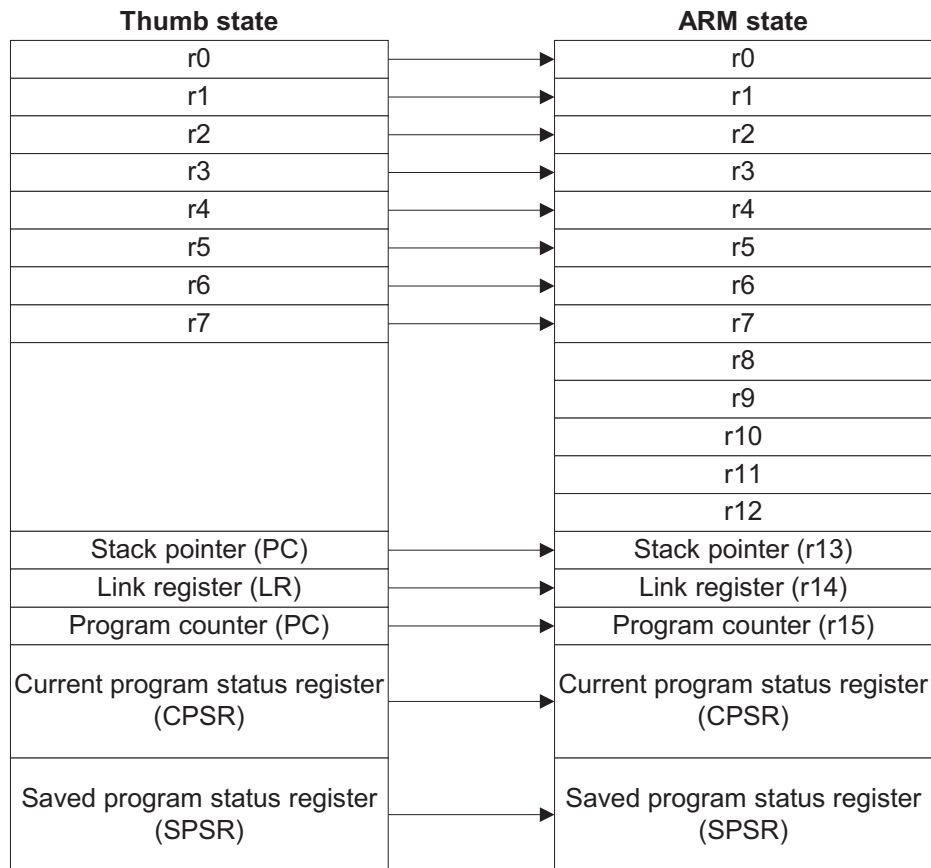 Thumb state
ARM state
r0
r0
r1
r1
r2
r2
r3
r3
r4
r4
r5
r5
r6
r6
r7
r7
r8
r9
r10
r11
r12
Stack pointer (PC)
Stack pointer (r13)
Link register (LR)
Link register (r14)
Program counter (PC)
Program counter (r15)
Current program status register
(CPSR)
Current program status register
(CPSR)
Saved program status register
(SPSR)
Saved program status register
(SPSR)